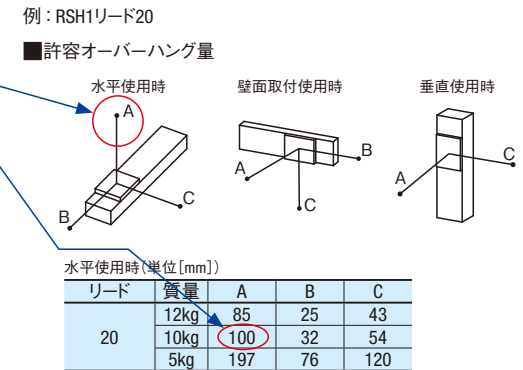 例：RSH1リード20
■許容オーバーハング量
水平使用時 壁面取付使用時 垂直使用時
A
B
C
A
B
C
A
C
水平使用時(単位[mm])
リード 質量 A B C
20 12kg 85 25 43
10kg 100 32 54
5kg 197 76 120